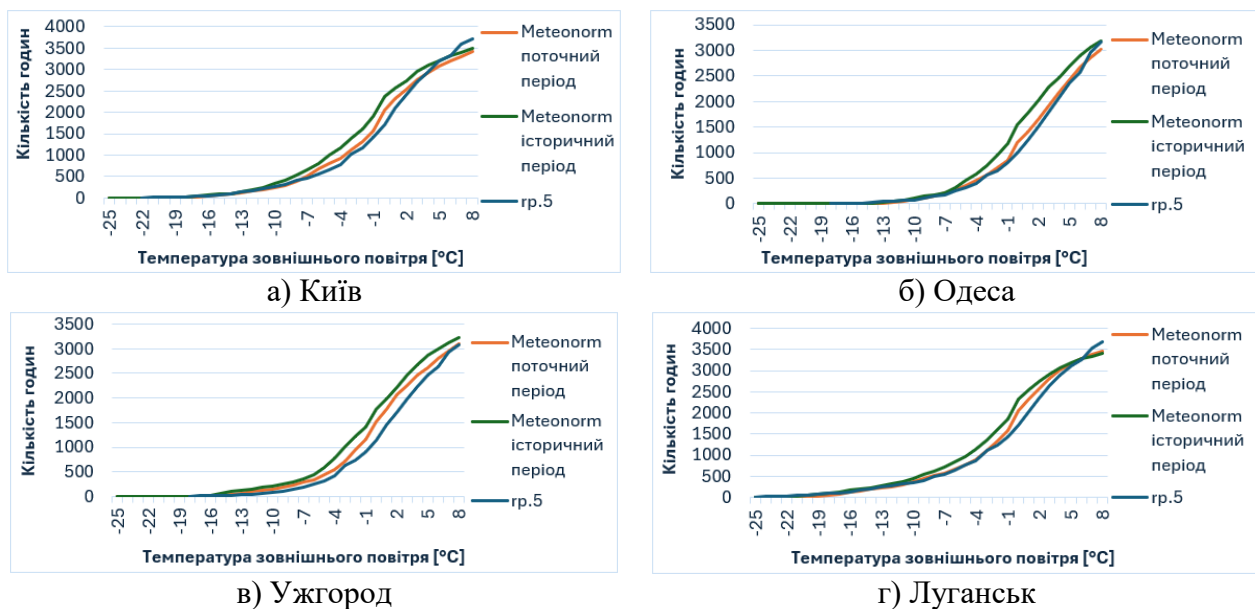 Кількість годин
4000
3500
3000
2500
2000
1500
1000
500
0
-25
-22
-19
-16
-13
-10
-7
-4
-1
2
5
8
Температура зовнішнього повітря [°C]
Meteonorm
поточний
період
Meteonorm
історичний
період
rp.5
а) Київ
Кількість годин
3500
3000
2500
2000
1500
1000
500
0
-25
-22
-19
-16
-13
-10
-7
-4
-1
2
5
8
Температура зовнішнього повітря [°C]
Meteonorm
поточний
період
Meteonorm
історичний
період
rp.5
б) Одеса
Кількість годин
3500
3000
2500
2000
1500
1000
500
0
-25
-22
-19
-16
-13
-10
-7
-4
-1
2
5
8
Температура зовнішнього повітря [°C]
Meteonorm
поточний
період
Meteonorm
історичний
період
rp.5
в) Ужгород
Кількість годин
4000
3500
3000
2500
2000
1500
1000
500
0
-25
-22
-19
-16
-13
-10
-7
-4
-1
2
5
8
Температура зовнішнього повітря [°C]
Meteonorm
поточний
період
Meteonorm
історичний
період
rp.5
г) Луганськ